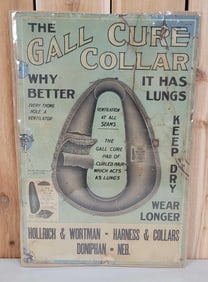 THE
GALL CURE
COLLAR
WHY
BETTER
EVERY THONG
HOLE A
VENTILATOR
IT HAS
LUNGS
VENTILATION
AT ALL
SEAMS
THE
GALL CURE
PAD OF
CURLED HAIR
WHICH ACTS
AS LUNGS
KEEP DRY
WEAR
LONGER
HOLLRICH & WORTMAN - HARNESS & COLLARS
DONIPHAN - NEB.